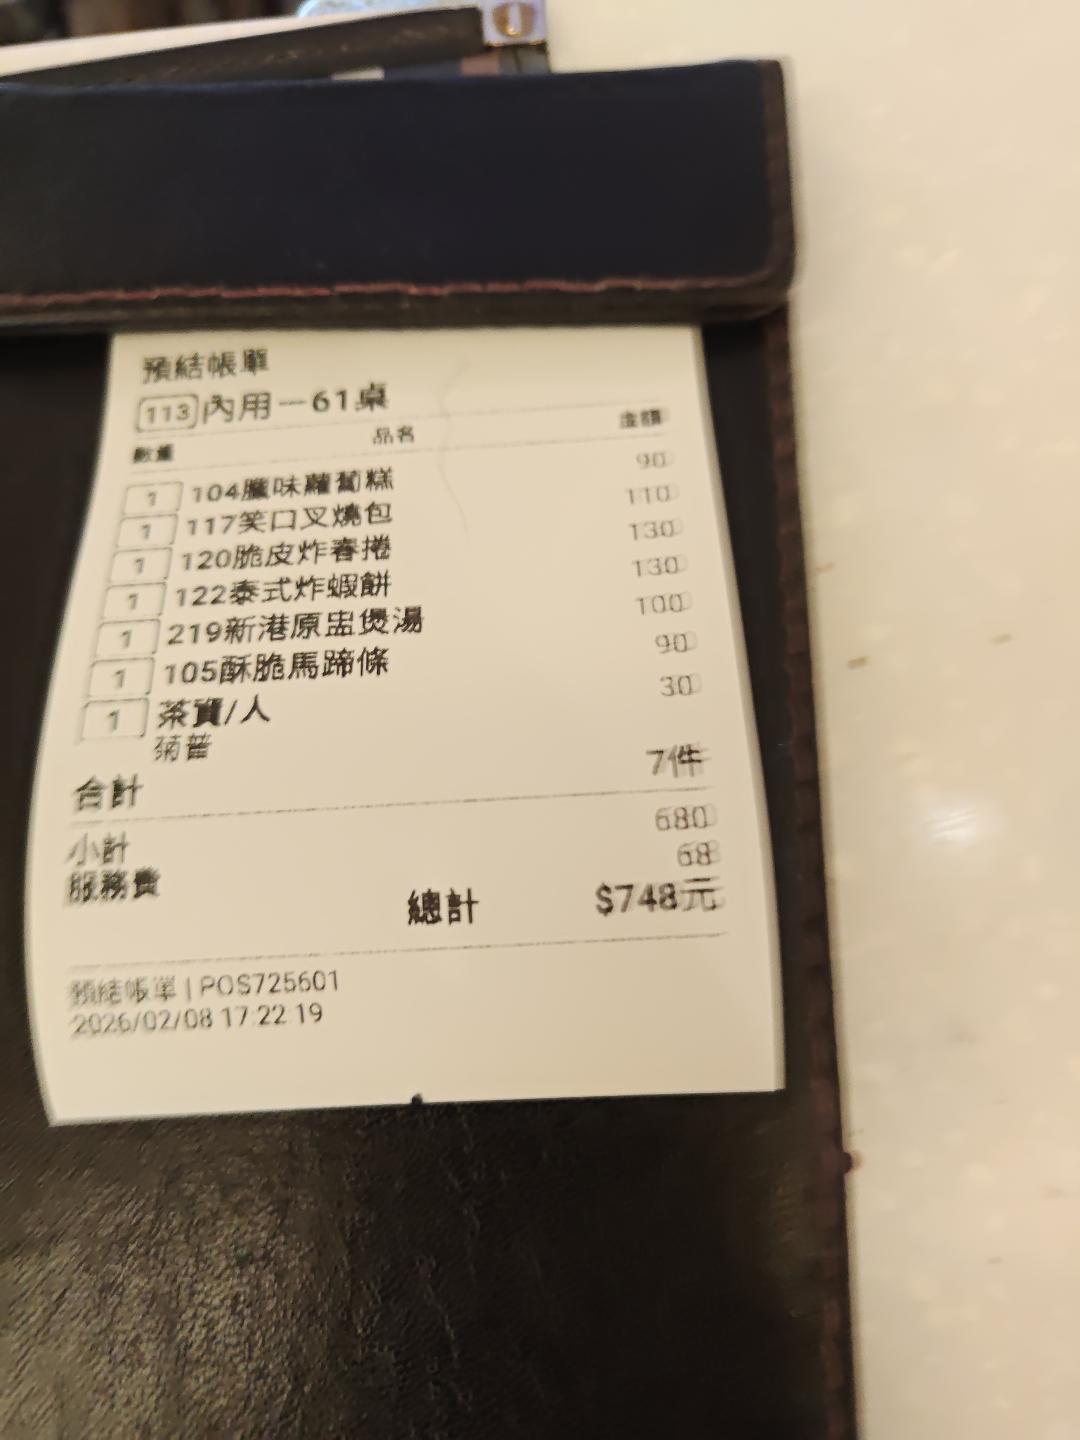 預結帳單
113 內用一61桌
數量 品名 金額
1 104臘味蘿蔔糕 90
1 117笑口叉燒包 110
1 120脆皮炸春捲 130
1 122泰式炸蝦餅 130
1 219新港原盅煲湯 100
1 105酥脆馬蹄條 90
1 茶資/人 30
菊普
合計 7件
小計 680
服務費 68
總計 $748元
預結帳單 | POS725601
2026/02/08 17:22:19